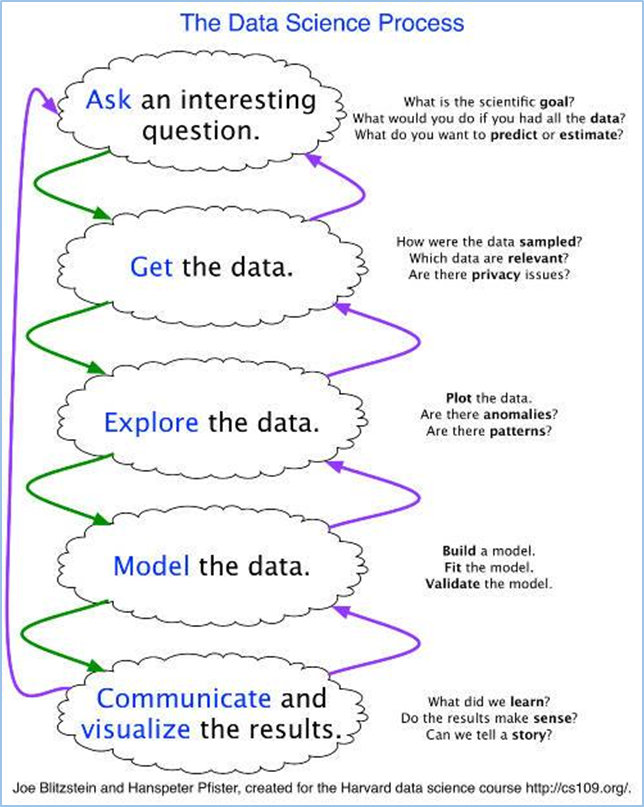 The Data Science Process
Ask an interesting
question.
What is the scientific goal?
What would you do if you had all the data?
What do you want to predict or estimate?
Get the data.
How were the data sampled?
Which data are relevant?
Are there privacy issues?
Explore the data.
Plot the data.
Are there anomalies?
Are there patterns?
Model the data.
Build a model.
Fit the model.
Validate the model.
Communicate and
visualize the results.
What did we learn?
Do the results make sense?
Can we tell a story?
Joe Blitzstein and Hanspeter Pfister, created for the Harvard data science course http://cs109.org/.